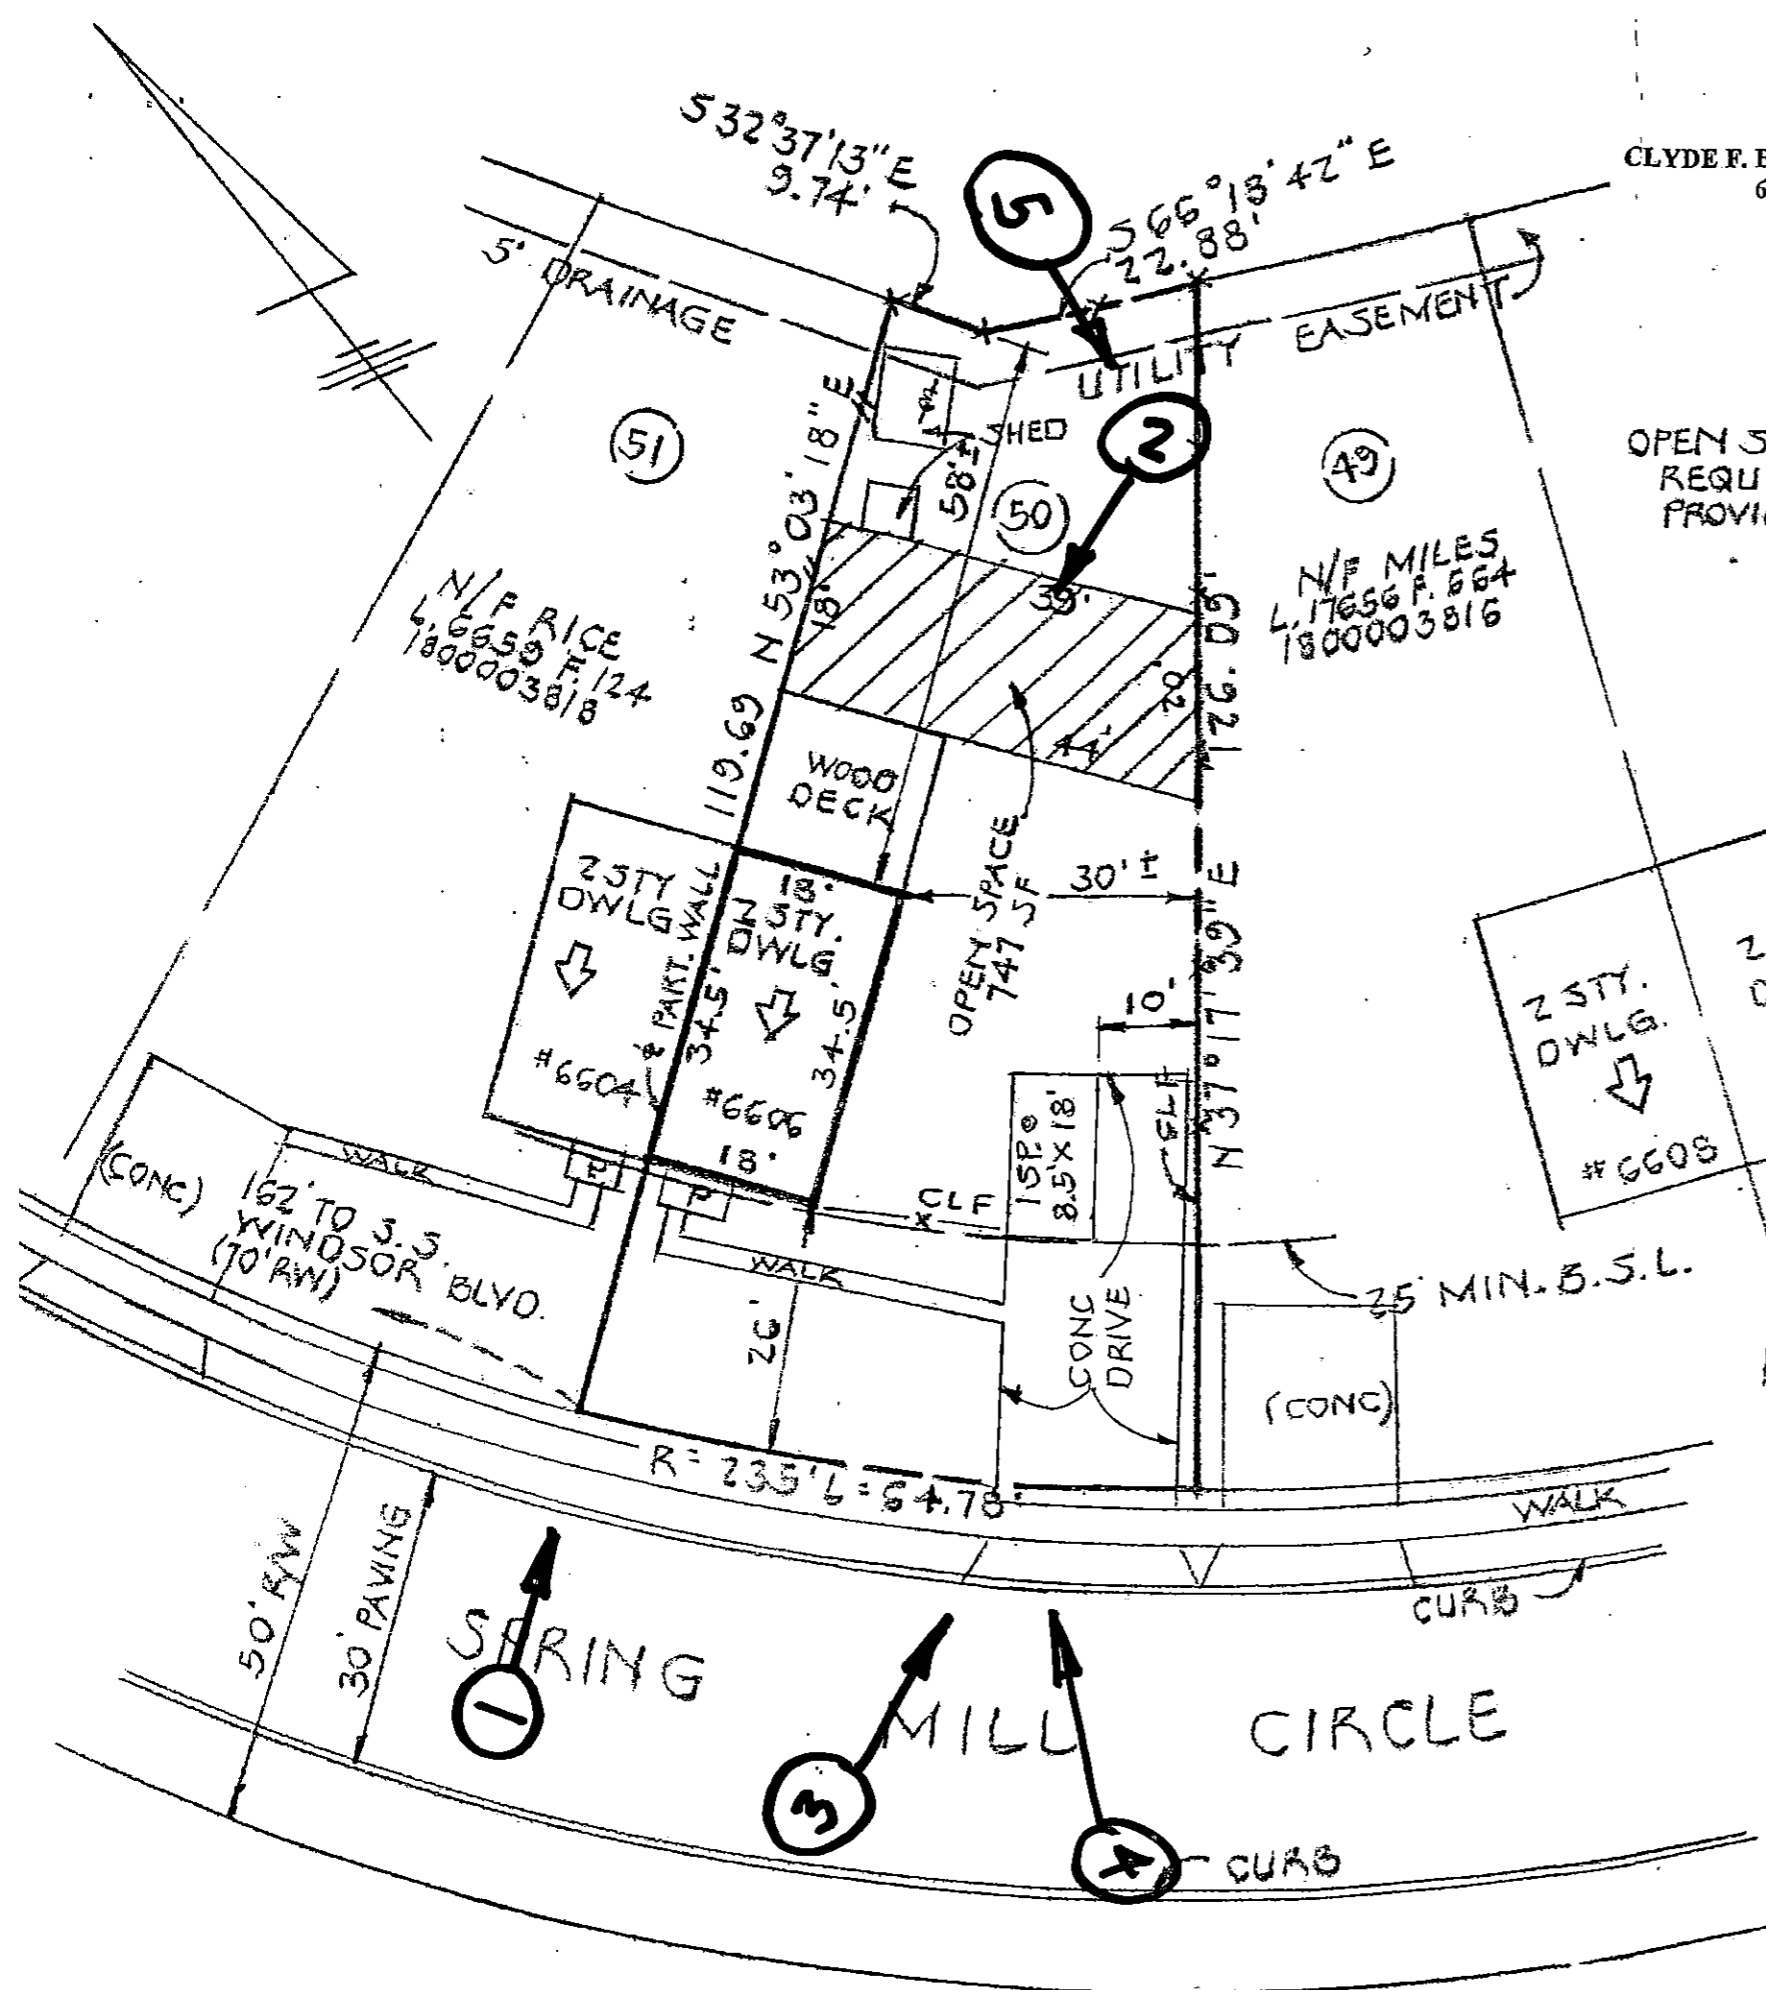 S 32°37'13" E
9.74'
5
S 66°18'42" E
22.88'
CLYDE F.
5' DRAINAGE
UTILITY
EASEMENT
51
2
SHED
58'±
50
49
OPEN
REQU
PROVI
N 53° 03' 18" E
119.69
18'
39'
20'
44'
126.09'
N/F RICE
L. 6659 F. 124
1800003818
N/F MILES
L. 17656 F. 664
1800003816
WOOD
DECK
OPEN SPACE
747 SF
30'±
2 STY
DWLG
PART. WALL
18'
2 STY.
DWLG.
34.5'
34.5'
#6604
#6606
18'
10'
N 37° 17' 39" E
2 STY.
DWLG.
#6608
1 SP. @
8.5' X 18'
CLF
(CONC)
WALK
P
P
CLF
WALK
162' TO S.S.
WINDSOR BLVD.
(70' RW)
26'
CONC
DRIVE
25' MIN. B.S.L.
(CONC)
R = 235' L = 64.78'
WALK
50' R/W
30' PAVING
CURB
SPRING
MILL
CIRCLE
1
3
4
CURB